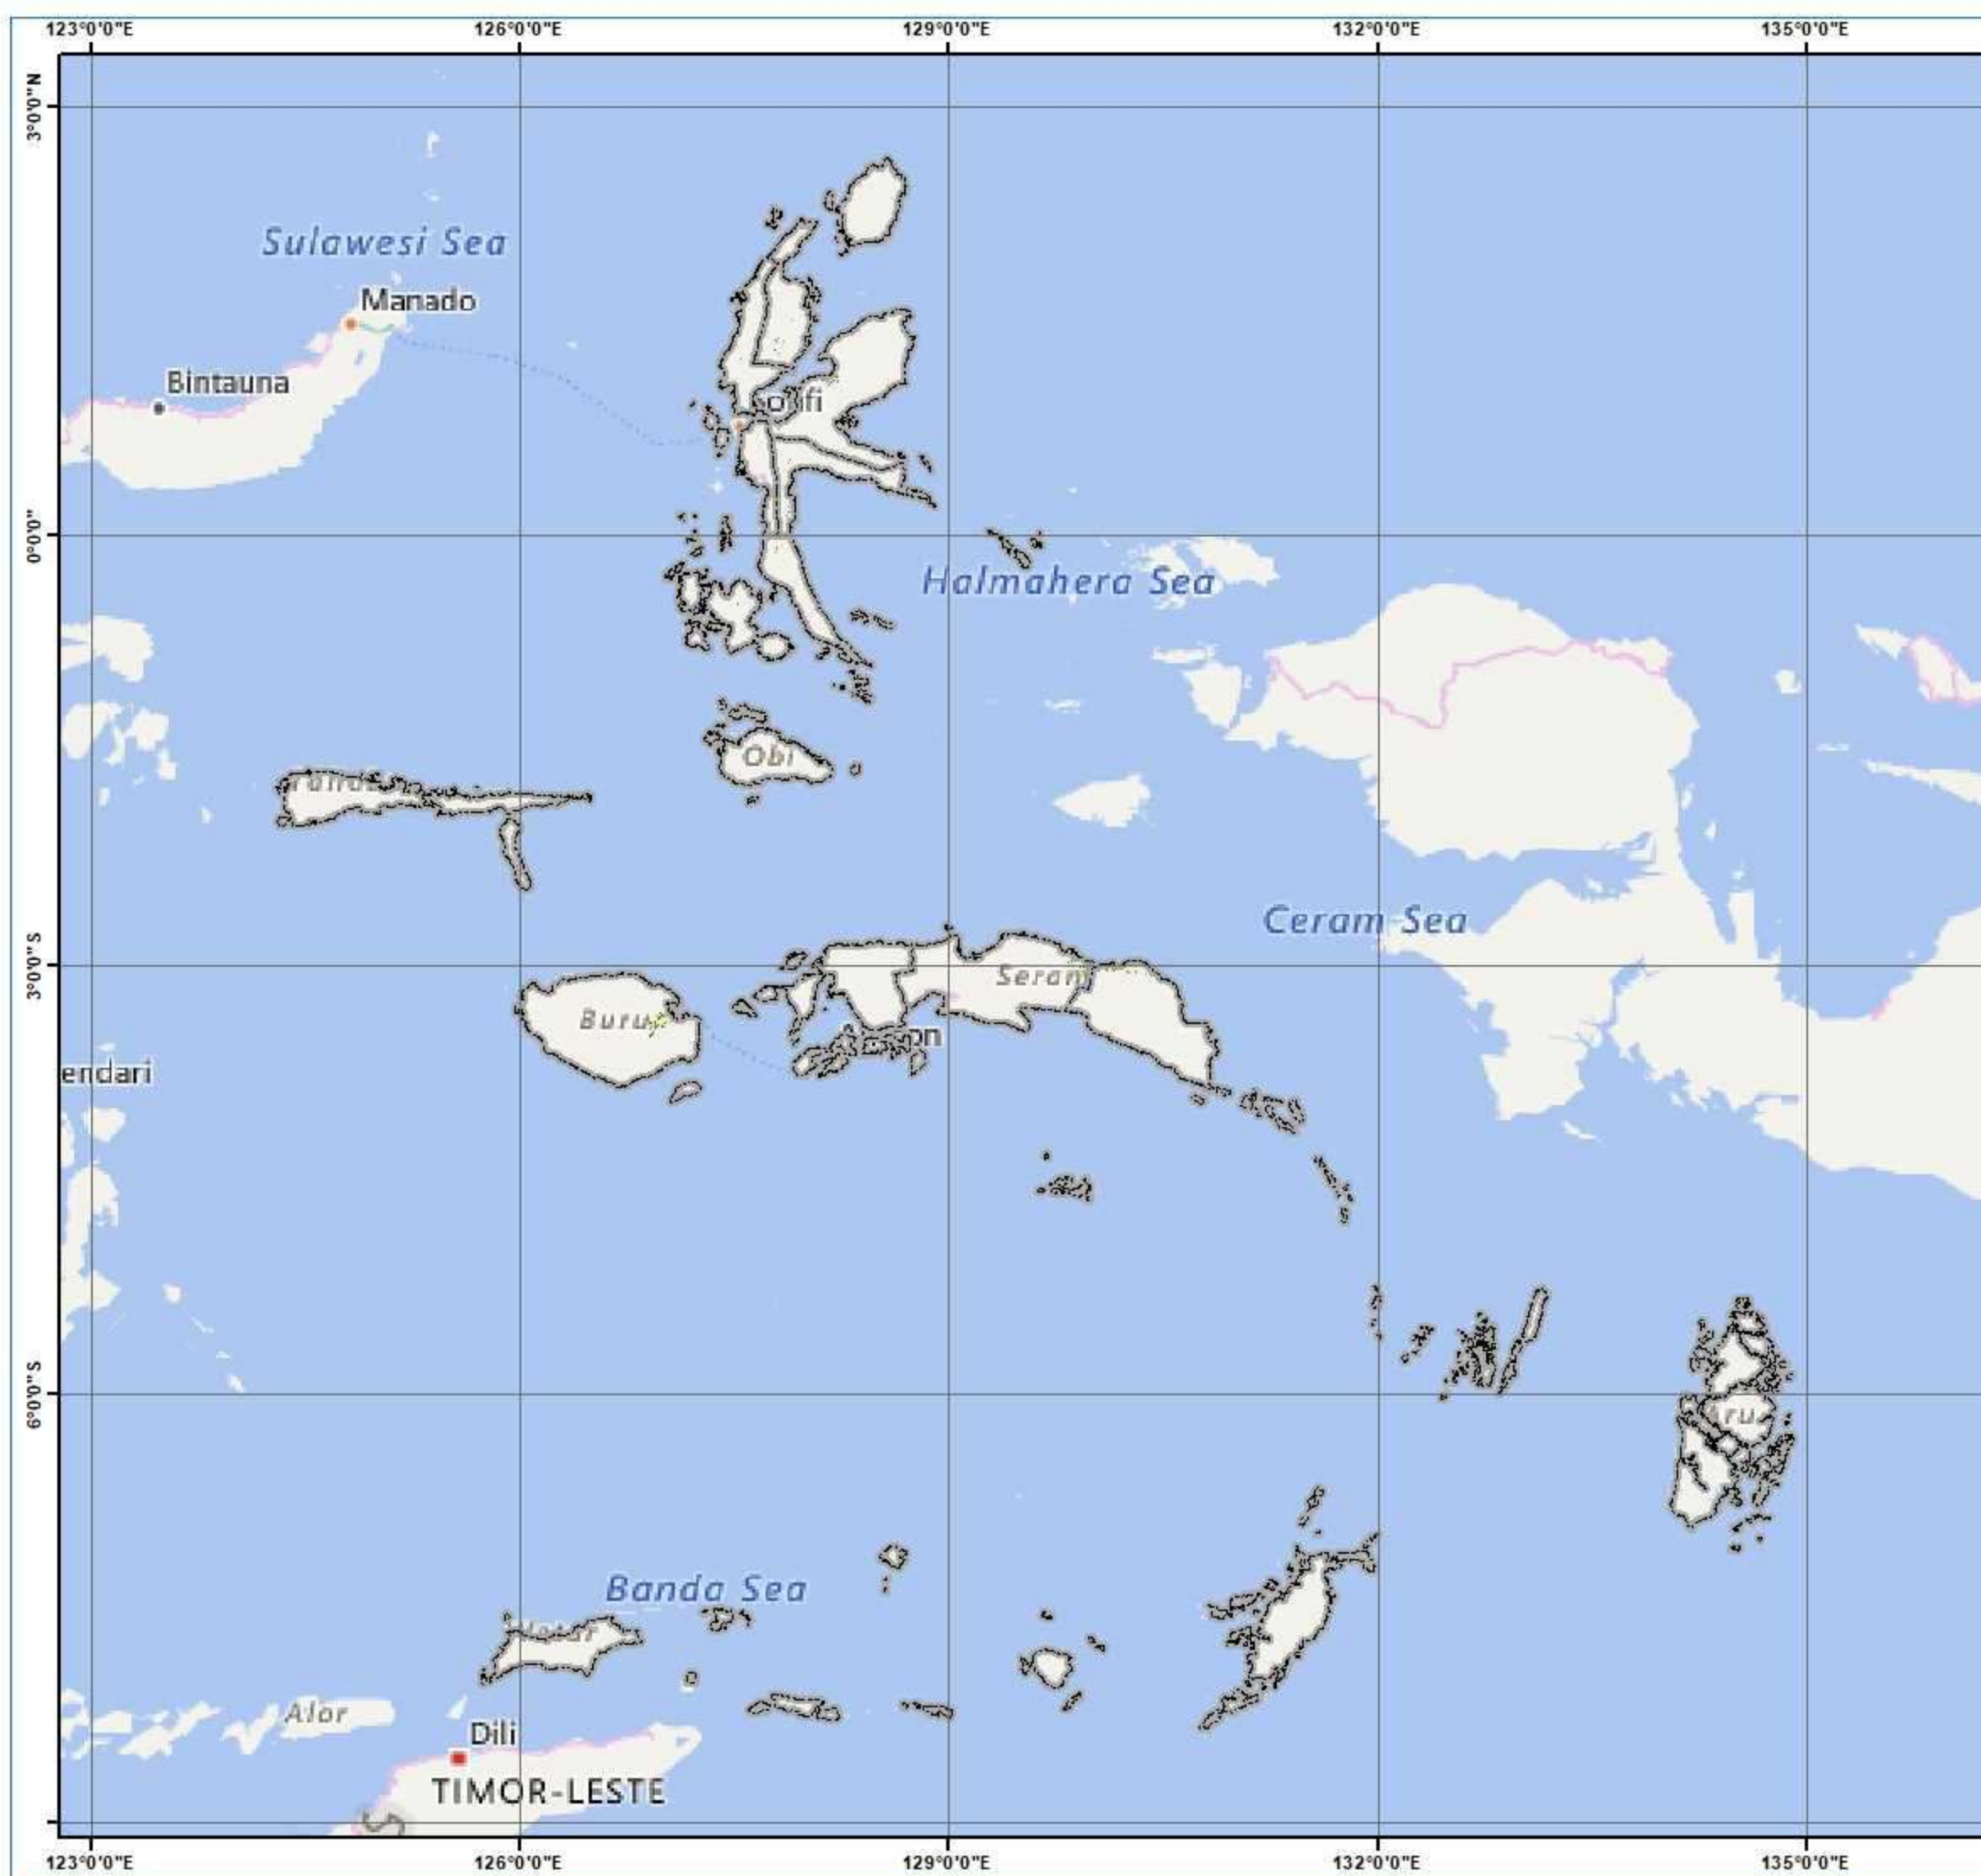 123°0'0"E 126°0'0"E 129°0'0"E 132°0'0"E 135°0'0"E
3°0'0"N
Sulawesi Sea
Manado
Bintauna
0°0'0"
Halmahera Sea
Obi
Ceram Sea
3°0'0"S
Seram
Buru
endari
6°0'0"S
Aru
Banda Sea
Alor
Dili
TIMOR-LESTE
123°0'0"E 126°0'0"E 129°0'0"E 132°0'0"E 135°0'0"E